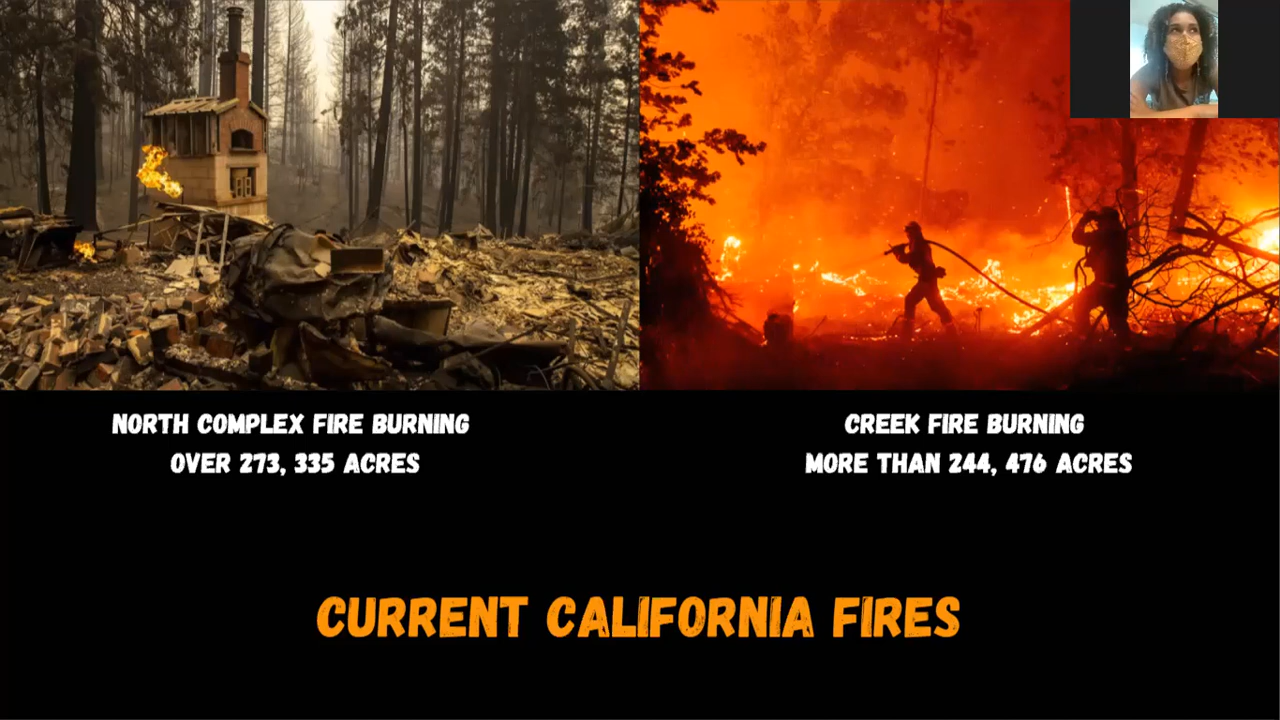 NORTH COMPLEX FIRE BURNING
OVER 273, 335 ACRES
CREEK FIRE BURNING
MORE THAN 244, 476 ACRES
CURRENT CALIFORNIA FIRES